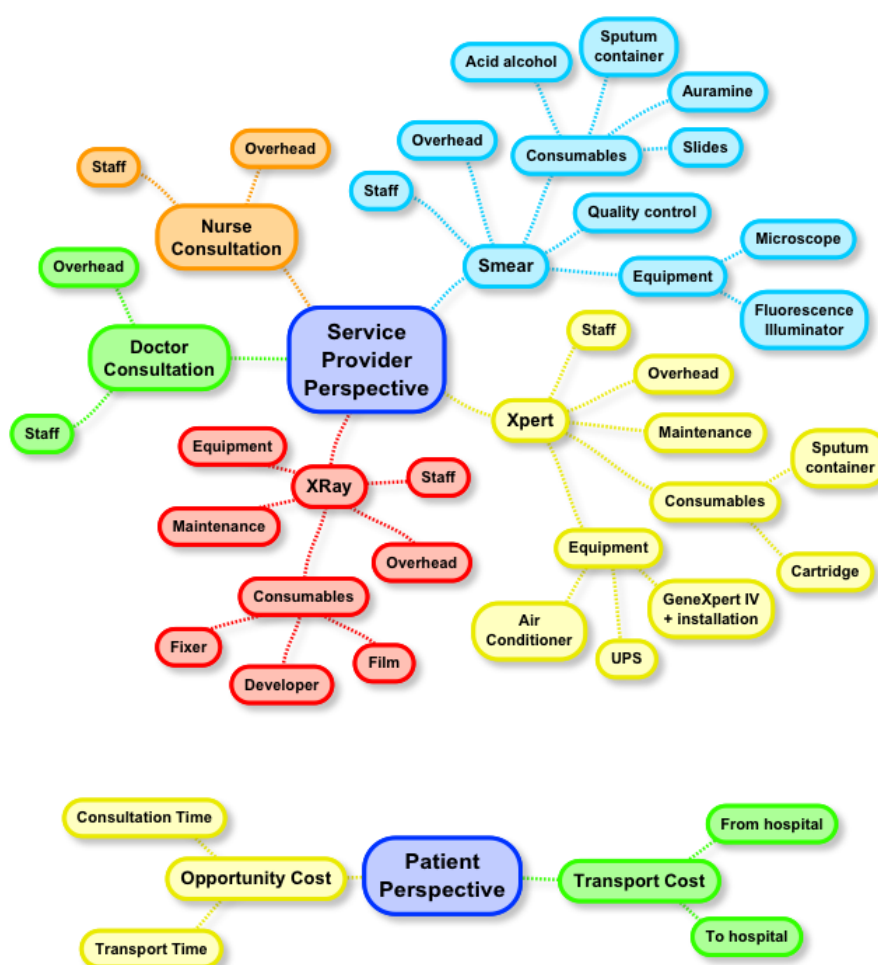 Sputum
container
Acid alcohol
Auramine
Overhead
Consumables
Slides
Staff
Quality control
Smear
Microscope
Equipment
Fluorescence
Illuminator
Overhead
Staff
Nurse
Consultation
Overhead
Doctor
Consultation
Staff
Service
Provider
Perspective
Staff
Overhead
Xpert
Maintenance
Sputum
container
Consumables
Cartridge
Equipment
GeneXpert IV
+ installation
Air
Conditioner
UPS
Equipment
XRay
Staff
Maintenance
Overhead
Consumables
Fixer
Film
Developer
Consultation Time
Opportunity Cost
Transport Time
Patient
Perspective
From hospital
Transport Cost
To hospital